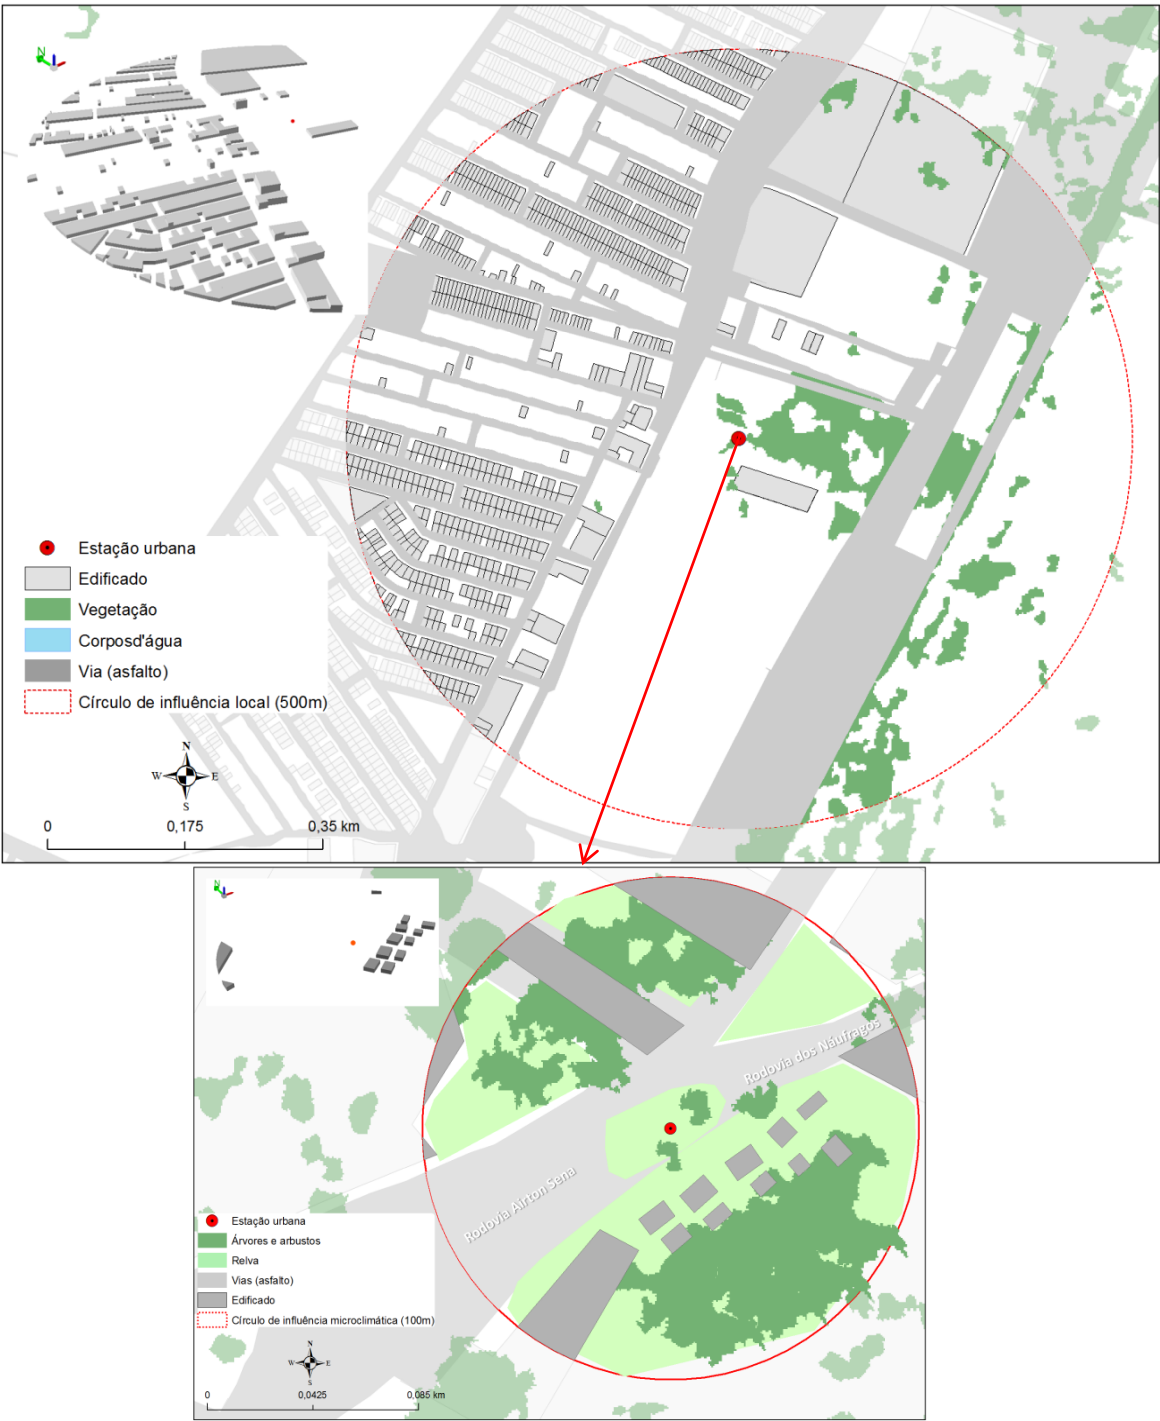 N
Estação urbana
Edificado
Vegetação
Corposd'água
Via (asfalto)
Círculo de influência local (500m)
N
W E
S
0 0,175 0,35 km
N
Rodovia dos Náufragos
Rodovia Airton Sena
Estação urbana
Árvores e arbustos
Relva
Vias (asfalto)
Edificado
Círculo de influência microclimática (100m)
N
W E
S
0 0,0425 0,085 km